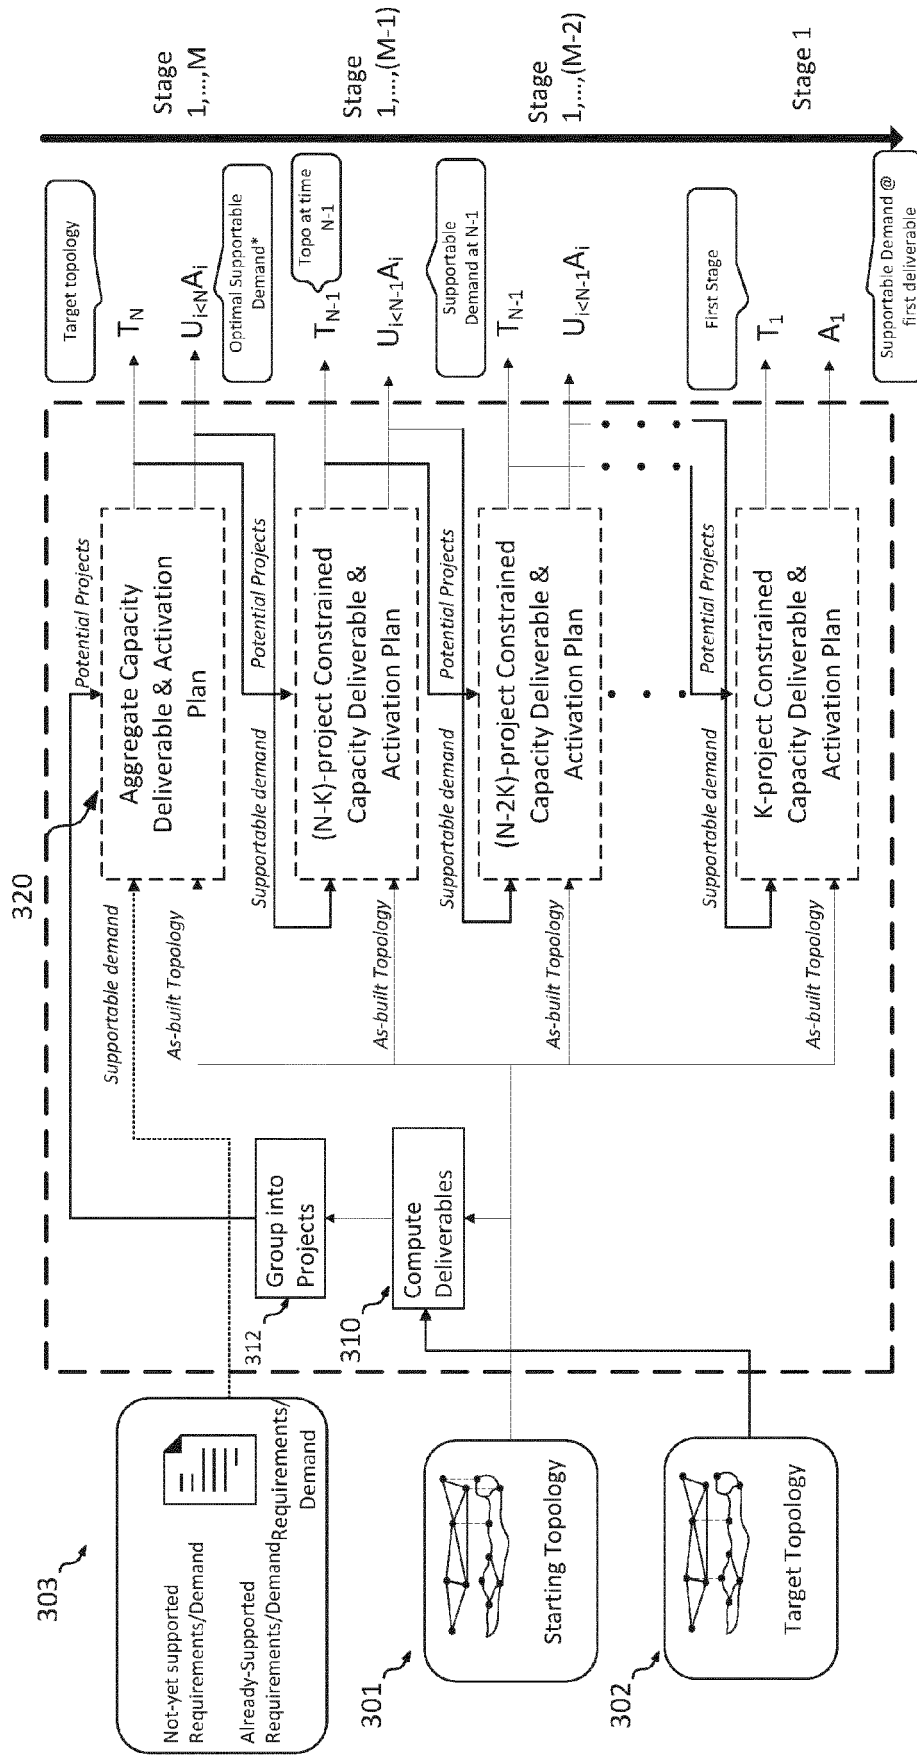 303
Not-yet supported
Requirements/Demand
Already-Supported
Requirements/Demand
Requirements/
Demand
301
Starting Topology
302
Target Topology
312
Group into
Projects
310
Compute
Deliverables
320
Potential Projects
Supportable demand
As-built Topology
Aggregate Capacity
Deliverable & Activation
Plan
Potential Projects
Supportable demand
As-built Topology
(N-K)-project Constrained
Capacity Deliverable &
Activation Plan
Potential Projects
Supportable demand
As-built Topology
(N-2K)-project Constrained
Capacity Deliverable &
Activation Plan
Potential Projects
Supportable demand
As-built Topology
K-project Constrained
Capacity Deliverable &
Activation Plan
Target topology
T_N
U_{i<N}A_i
Optimal Supportable
Demand*
Topo at time
N-1
T_{N-1}
U_{i<N-1}A_i
Supportable
Demand at N-1
T_{N-1}
U_{i<N-1}A_i
First Stage
T_1
A_1
Supportable Demand @
first deliverable
Stage
1,...,M
Stage
1,...,(M-1)
Stage
1,...,(M-2)
Stage 1